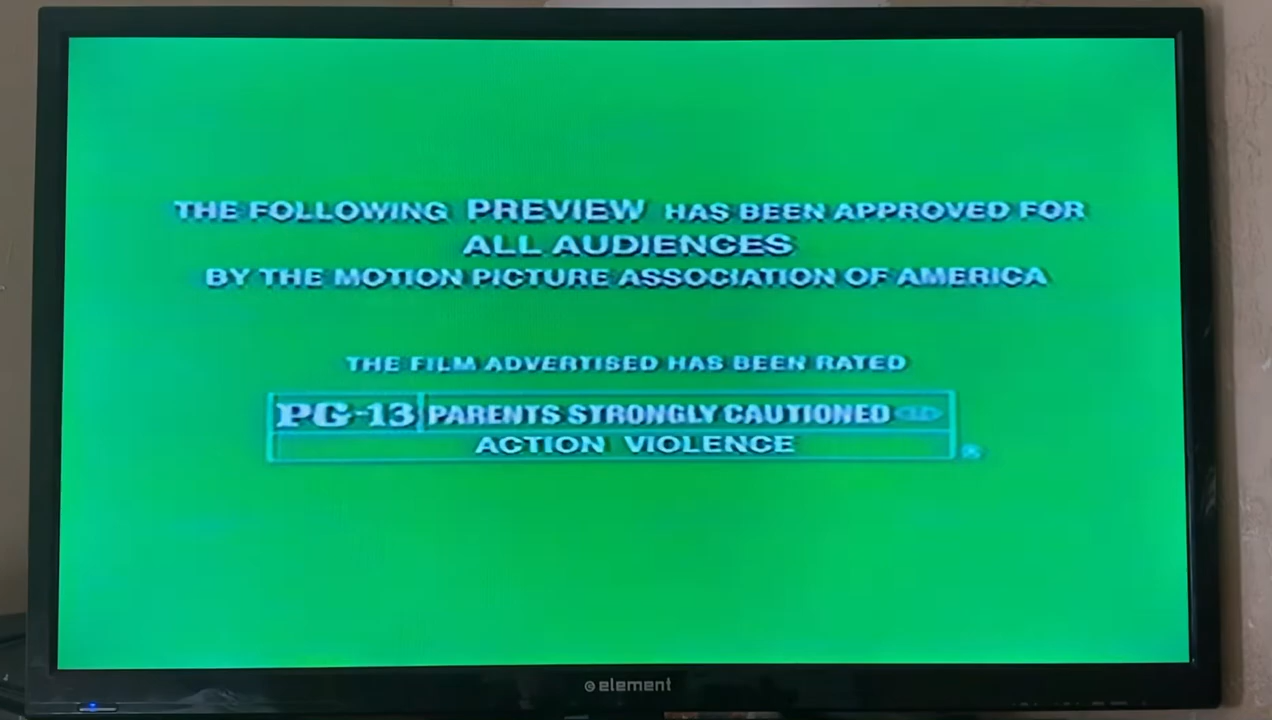 THE FOLLOWING PREVIEW HAS BEEN APPROVED FOR
ALL AUDIENCES
BY THE MOTION PICTURE ASSOCIATION OF AMERICA
THE FILM ADVERTISED HAS BEEN RATED
PG-13 PARENTS STRONGLY CAUTIONED
ACTION VIOLENCE
®
element